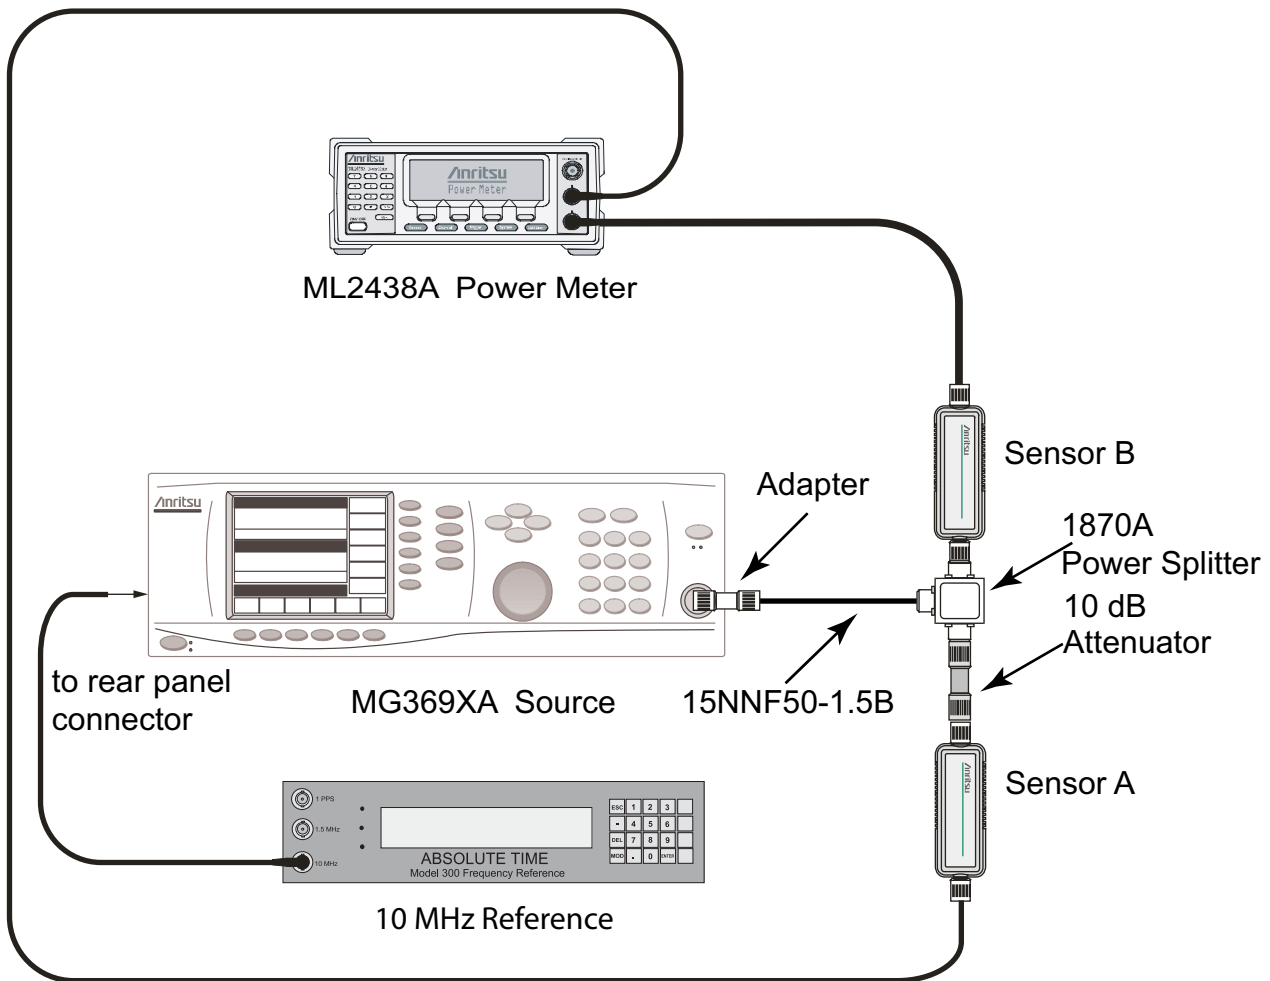 Anritsu
Anritsu
Power Meter
ML2438A Power Meter
Anritsu
Sensor B
Adapter
1870A
Power Splitter
10 dB
Attenuator
Anritsu
to rear panel
connector
MG369XA Source
15NNF50-1.5B
Anritsu
Sensor A
1 PPS
1.5 MHz
10 MHz
ESC 1 2 3
- 4 5 6
DEL 7 8 9
MOD . 0 ENTER
ABSOLUTE TIME
Model 300 Frequency Reference
10 MHz Reference